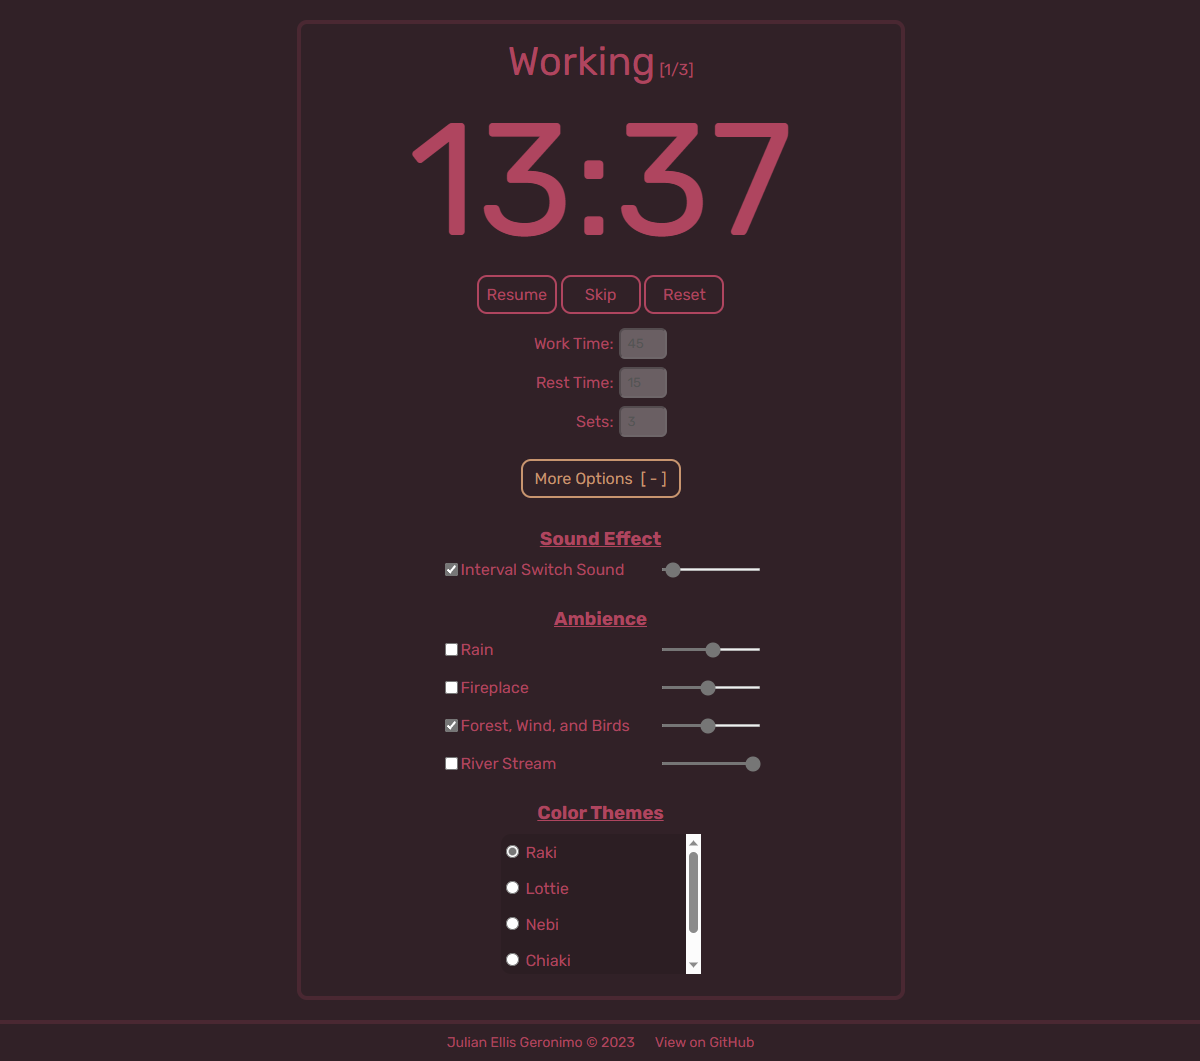 Working [1/3]
13:37
Resume Skip Reset
Work Time: 45
Rest Time: 15
Sets: 3
More Options [ - ]
Sound Effect
Interval Switch Sound
Ambience
Rain
Fireplace
Forest, Wind, and Birds
River Stream
Color Themes
Raki
Lottie
Nebi
Chiaki
Julian Ellis Geronimo © 2023 View on GitHub